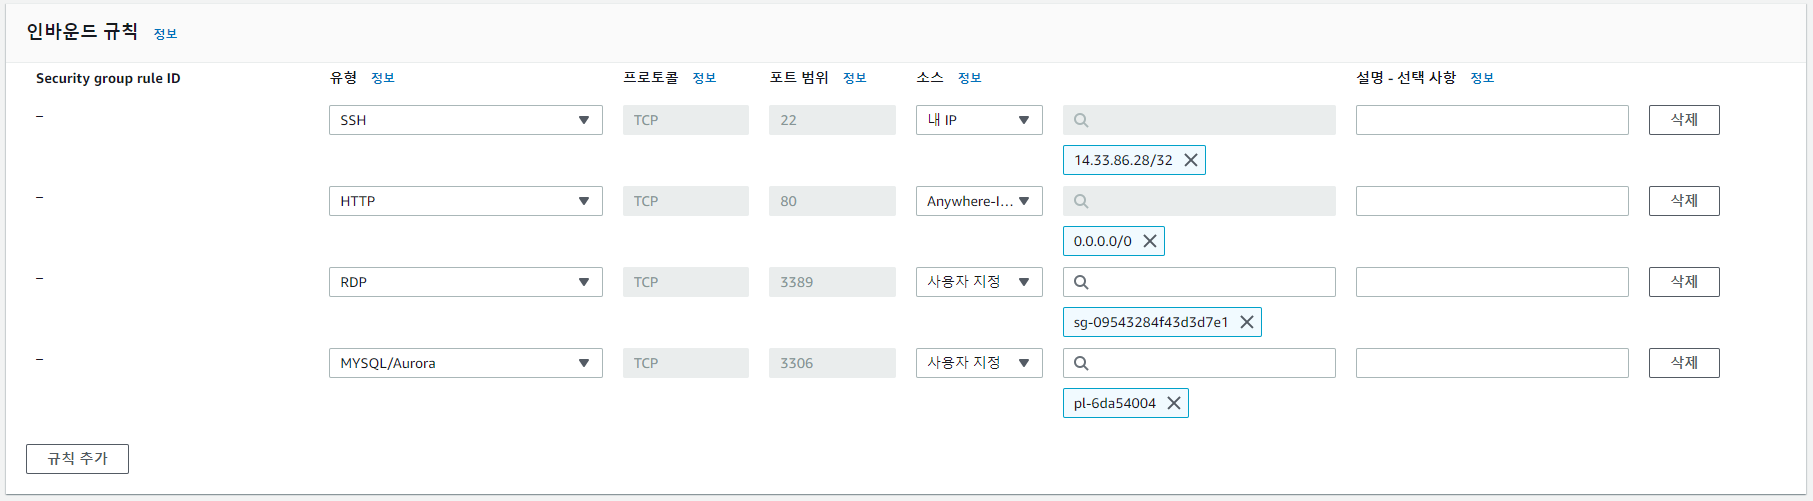 인바운드 규칙 정보
Security group rule ID 유형 정보 프로토콜 정보 포트 범위 정보 소스 정보 설명 - 선택 사항 정보
– SSH TCP 22 내 IP 삭제
14.33.86.28/32
– HTTP TCP 80 Anywhere-I... 삭제
0.0.0.0/0
– RDP TCP 3389 사용자 지정 삭제
sg-09543284f43d3d7e1
– MYSQL/Aurora TCP 3306 사용자 지정 삭제
pl-6da54004
규칙 추가